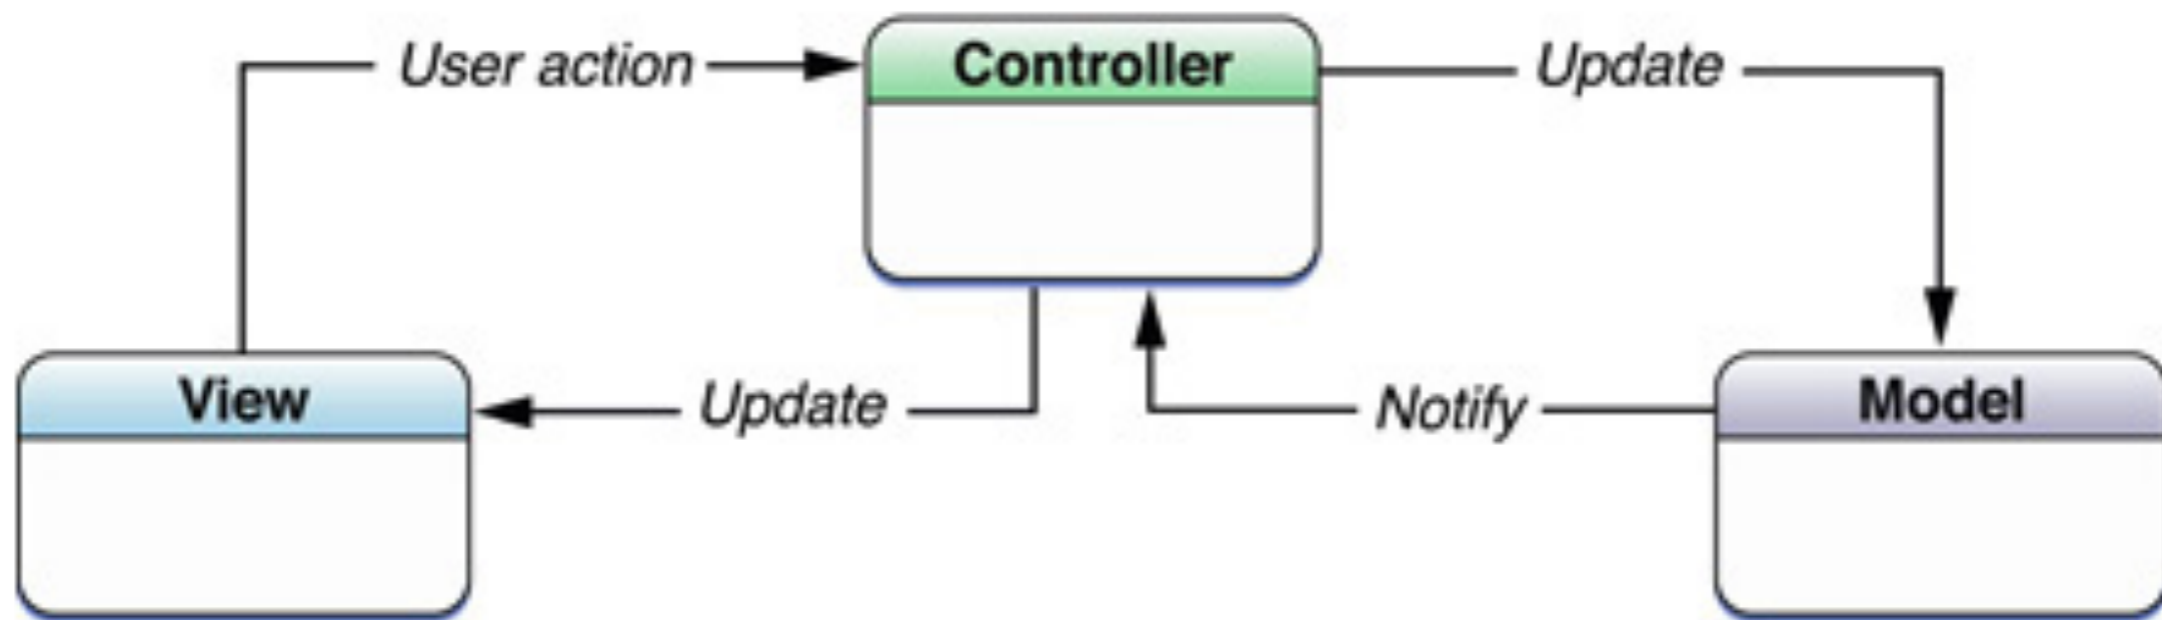 User action
Controller
Update
View
Update
Notify
Model